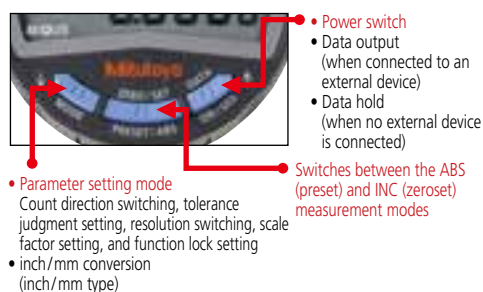 Mitutoyo
• Power switch
• Data output
(when connected to an
external device)
• Data hold
(when no external device
is connected)
Switches between the ABS
(preset) and INC (zeroset)
measurement modes
• Parameter setting mode
Count direction switching, tolerance
judgment setting, resolution switching, scale
factor setting, and function lock setting
• inch/mm conversion
(inch/mm type)